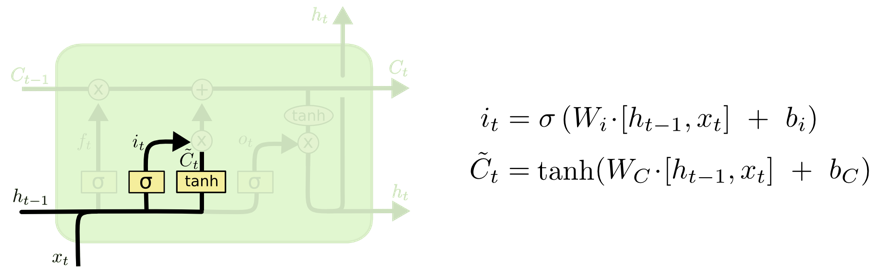 h_t
C_{t-1}
C_t
tanh
f_t
i_t
o_t
C̃_t
σ
σ
tanh
σ
h_{t-1}
h_t
x_t
i_t = σ (W_i·[h_{t-1}, x_t] + b_i)
C̃_t = tanh(W_C·[h_{t-1}, x_t] + b_C)